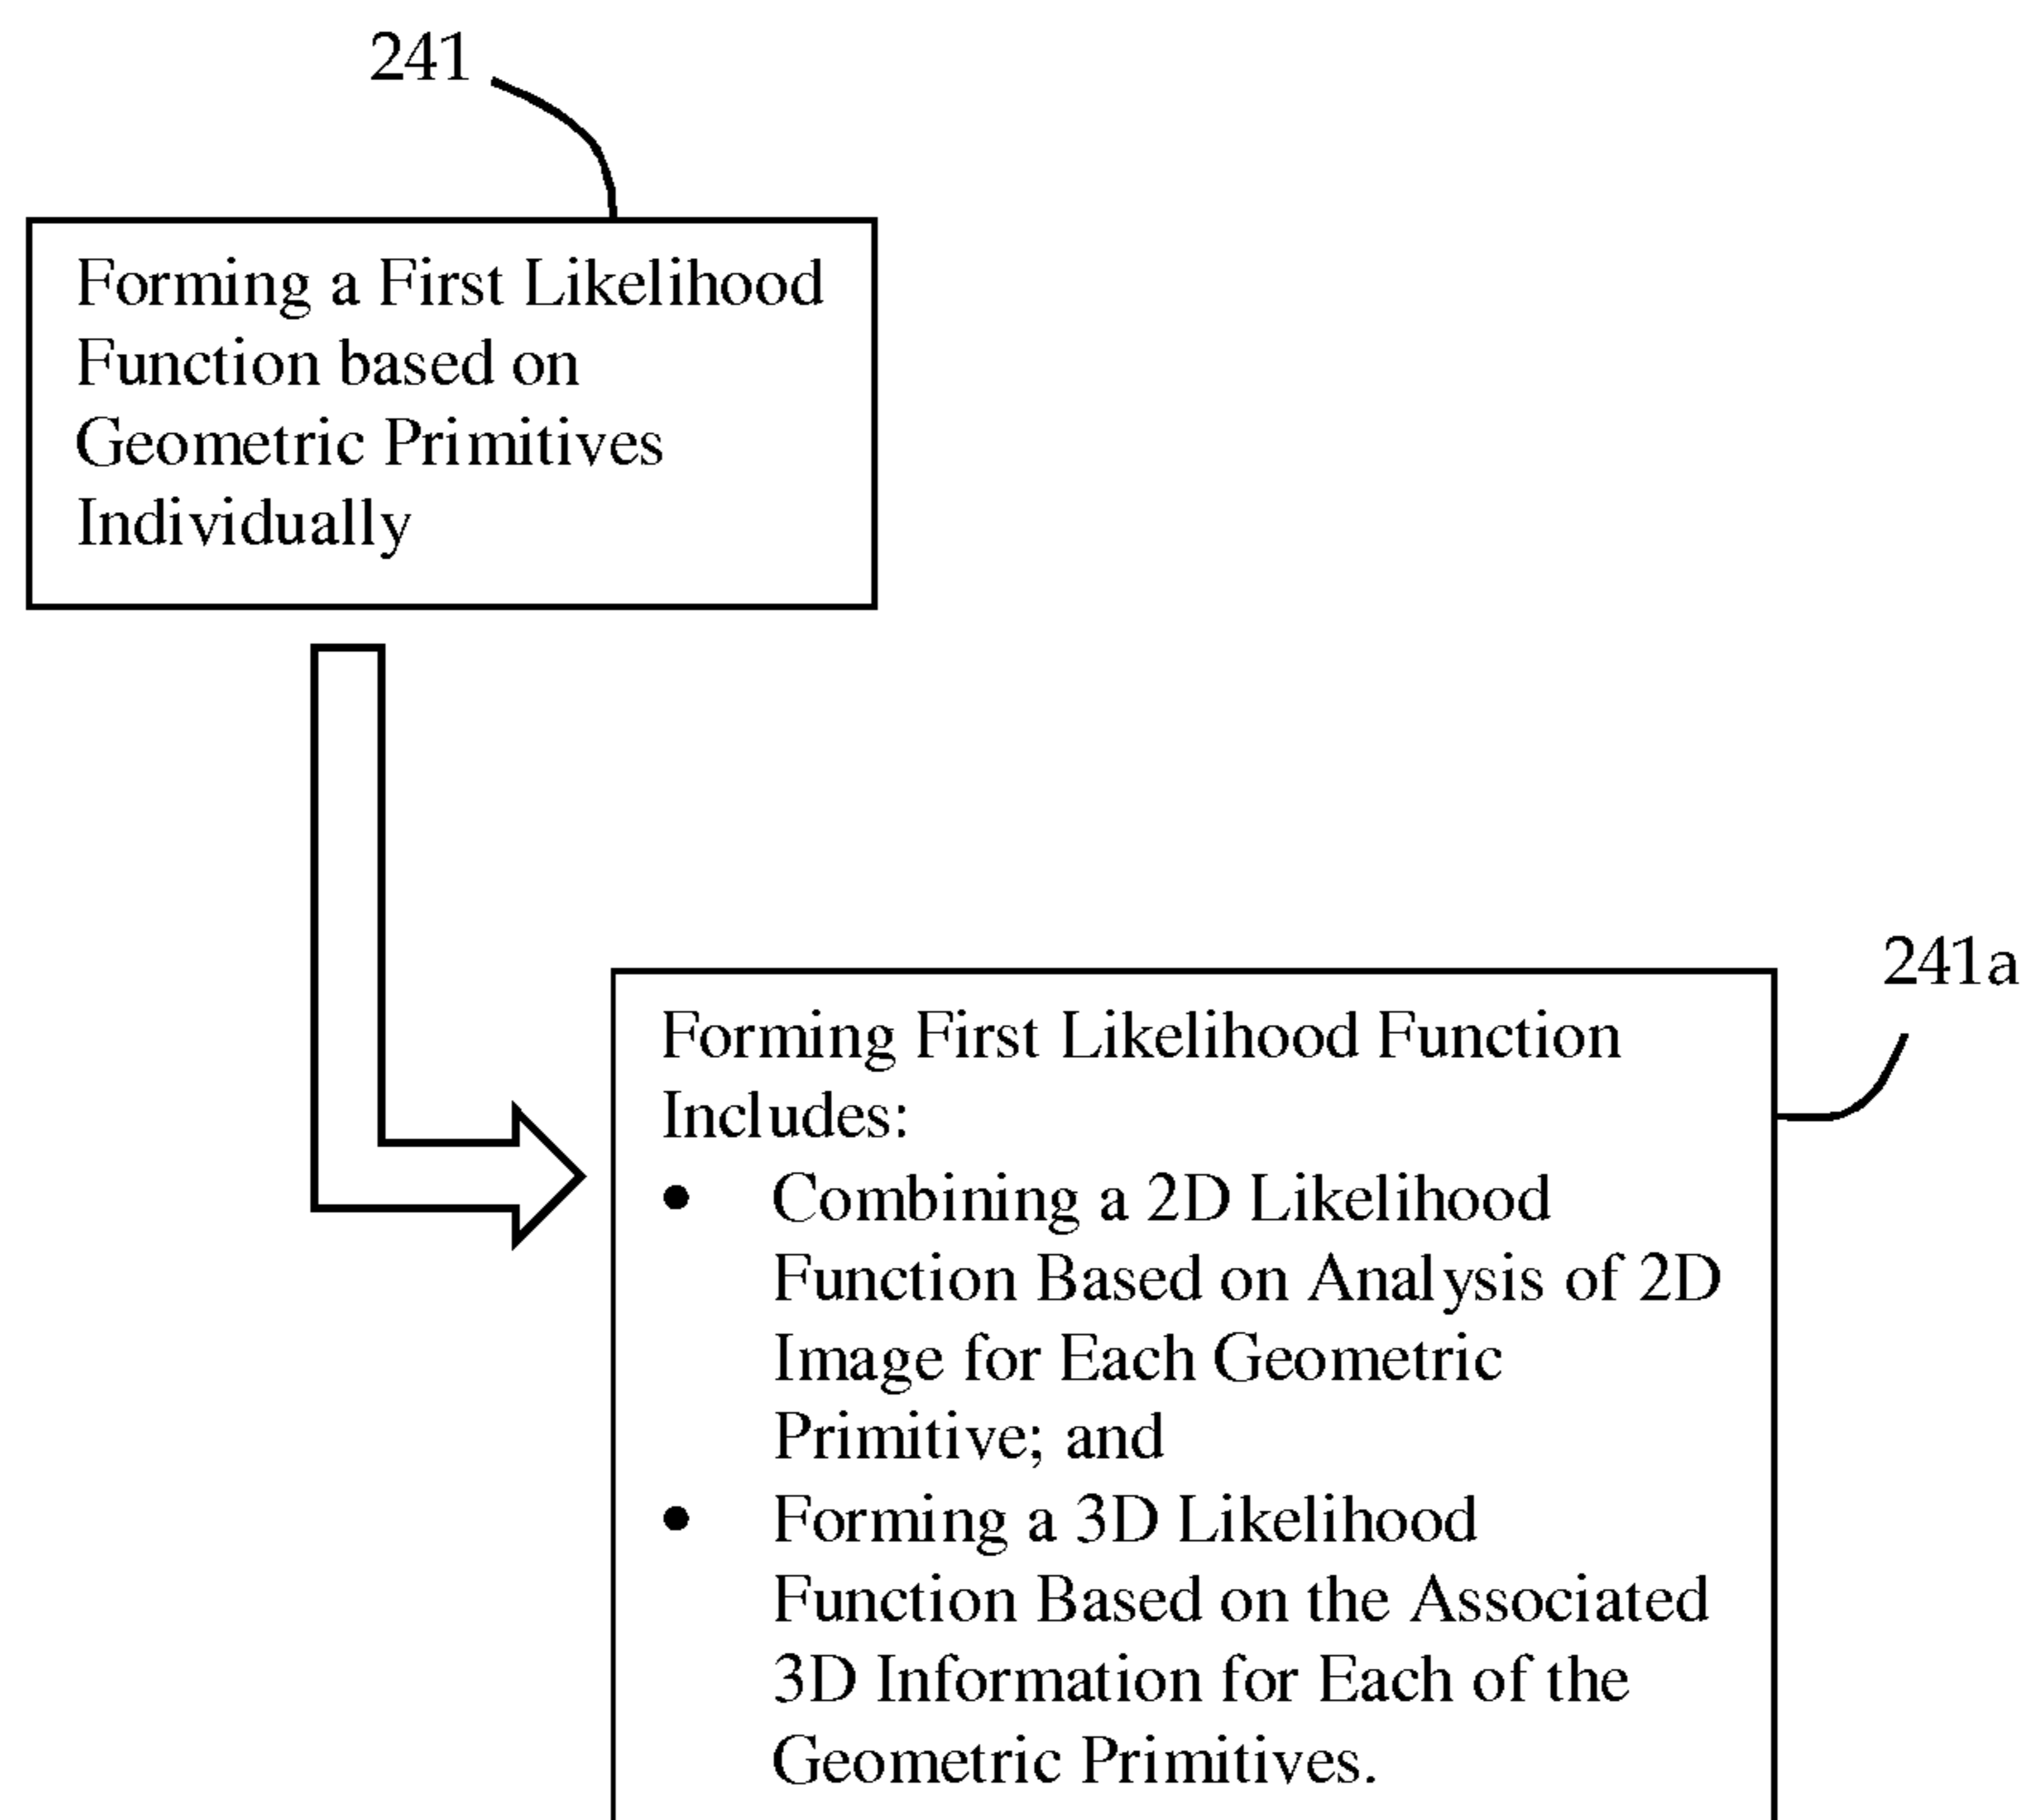 241
Forming a First Likelihood
Function based on
Geometric Primitives
Individually
241a
Forming First Likelihood Function
Includes:
• Combining a 2D Likelihood
Function Based on Analysis of 2D
Image for Each Geometric
Primitive; and
• Forming a 3D Likelihood
Function Based on the Associated
3D Information for Each of the
Geometric Primitives.